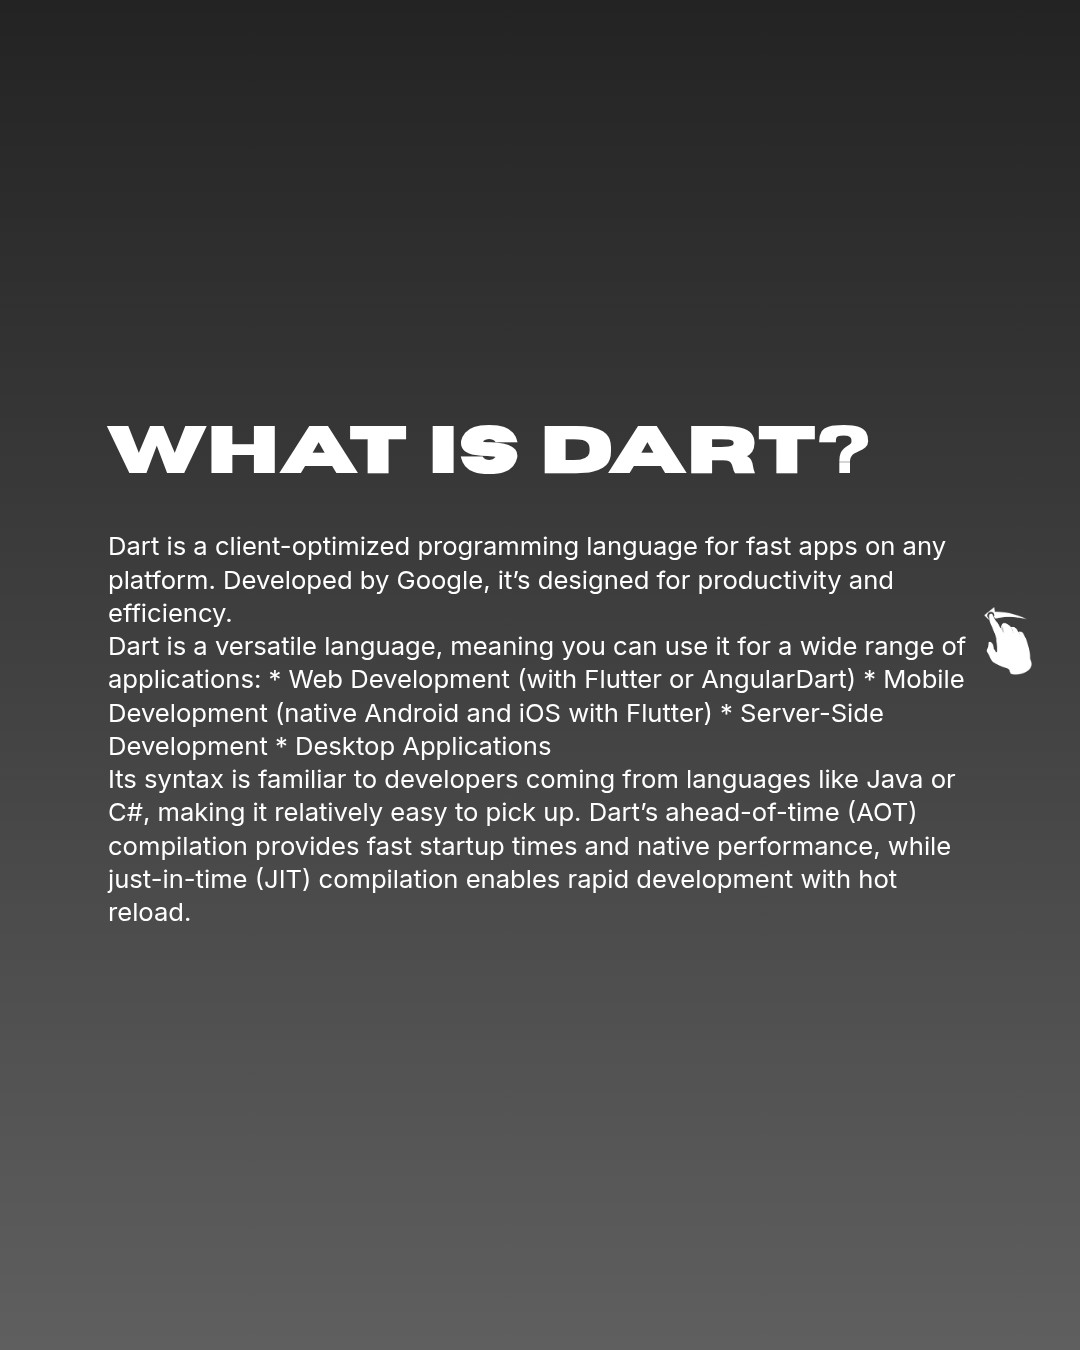 WHAT IS DART?
Dart is a client-optimized programming language for fast apps on any
platform. Developed by Google, it’s designed for productivity and
efficiency.
Dart is a versatile language, meaning you can use it for a wide range of
applications: * Web Development (with Flutter or AngularDart) * Mobile
Development (native Android and iOS with Flutter) * Server-Side
Development * Desktop Applications
Its syntax is familiar to developers coming from languages like Java or
C#, making it relatively easy to pick up. Dart’s ahead-of-time (AOT)
compilation provides fast startup times and native performance, while
just-in-time (JIT) compilation enables rapid development with hot
reload.